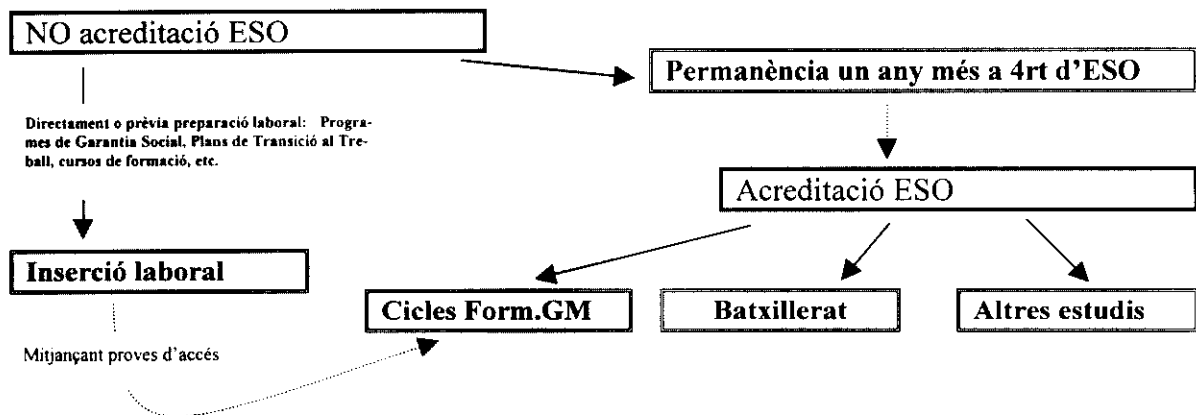 NO acreditació ESO
Permanència un any més a 4rt d'ESO
Directament o prèvia preparació laboral: Progra-
mes de Garantia Social, Plans de Transició al Tre-
ball, cursos de formació, etc.
Acreditació ESO
Inserció laboral
Cicles Form.GM
Batxillerat
Altres estudis
Mitjançant proves d'accés